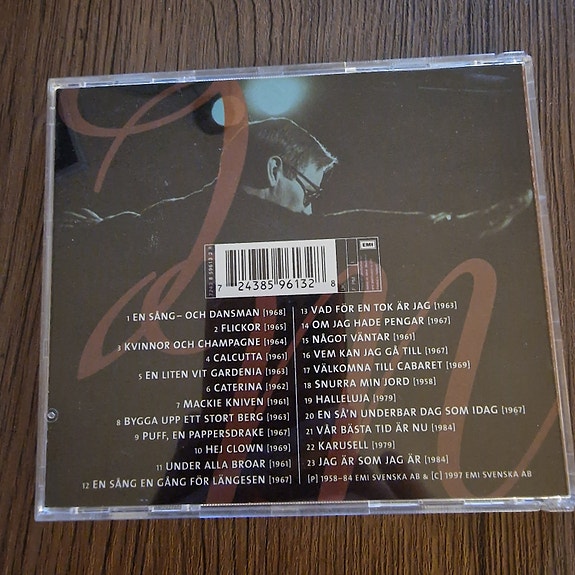 EMI
7243 8 59613 2 8
7 24385 96132 8
1 EN SÅNG- OCH DANSMAN [1968]
2 FLICKOR [1965]
3 KVINNOR OCH CHAMPAGNE [1964]
4 CALCUTTA [1961]
5 EN LITEN VIT GARDENIA [1963]
6 CATERINA [1962]
7 MACKIE KNIVEN [1961]
8 BYGGA UPP ETT STORT BERG [1963]
9 PUFF, EN PAPPERSDRAKE [1965]
10 HEJ CLOWN [1969]
11 UNDER ALLA BROAR [1961]
12 EN SÅNG EN GÅNG FÖR LÄNGESEN [1967]
13 VAD FÖR EN TOK ÄR JAG [1963]
14 OM JAG HADE PENGAR [1967]
15 NÅGOT VÄNTAR [1961]
16 VEM KAN JAG GÅ TILL [1967]
17 VÄLKOMNA TILL CABARET [1969]
18 SNURRA MIN JORD [1958]
19 HALLELUJA [1979]
20 EN SÅ'N UNDERBAR DAG SOM IDAG [1967]
21 VÅR BÄSTA TID ÄR NU [1984]
22 KARUSELL [1979]
23 JAG ÄR SOM JAG ÄR [1984]
[P] 1958-84 EMI SVENSKA AB & [C] 1997 EMI SVENSKA AB